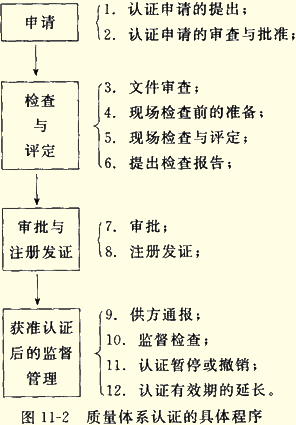 申请
1. 认证申请的提出；
2. 认证申请的审查与批准；
检查
与
评定
3. 文件审查；
4. 现场检查前的准备；
5. 现场检查与评定；
6. 提出检查报告；
审批与
注册发证
7. 审批；
8. 注册发证；
获准认证
后的监督
管理
9. 供方通报；
10. 监督检查；
11. 认证暂停或撤销；
12. 认证有效期的延长。
图 11-2 质量体系认证的具体程序